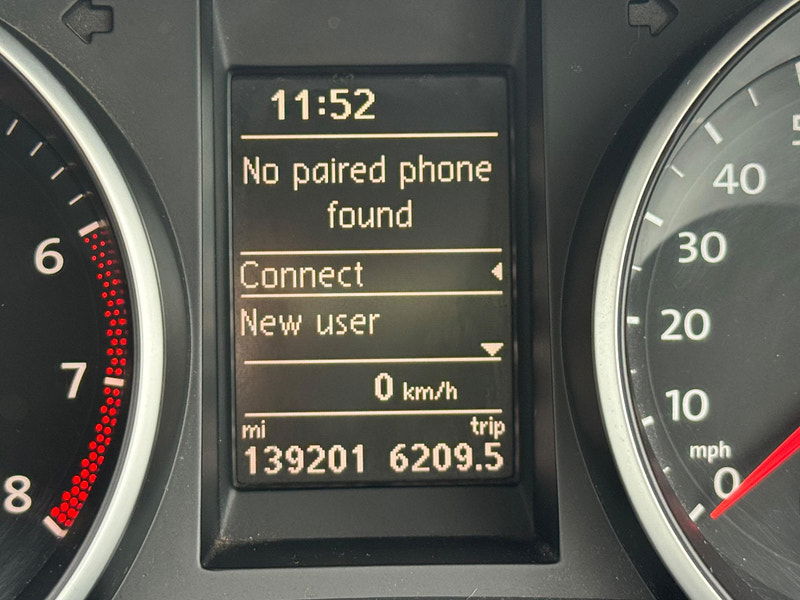 11:52
No paired phone
found
Connect
New user
0 km/h
mi trip
139201 6209.5
6
7
8
40
30
20
10
mph
0